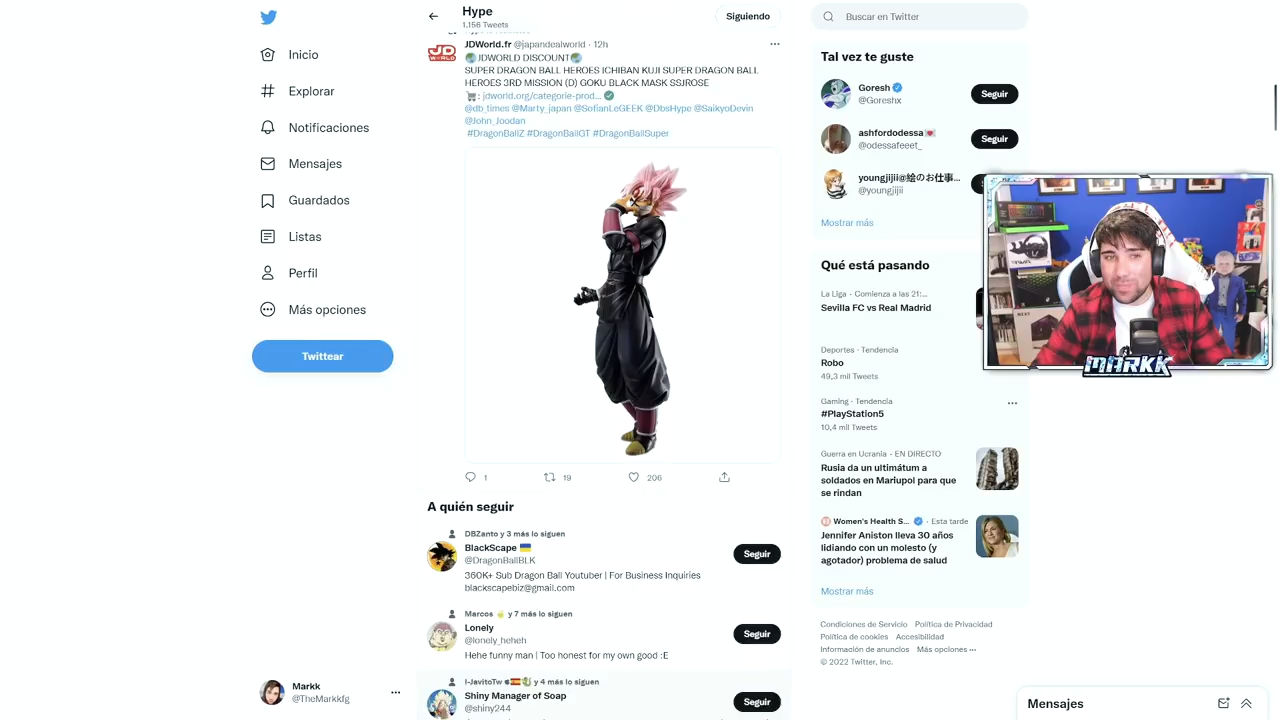 Inicio
Explorar
Notificaciones
Mensajes
Guardados
Listas
Perfil
Más opciones
Twittear
Markk
@TheMarkkfg
Hype
1.156 Tweets
Siguiendo
JDWorld.fr @japandealworld · 12h
JD WORLD
JDWORLD DISCOUNT
SUPER DRAGON BALL HEROES ICHIBAN KUJI SUPER DRAGON BALL
HEROES 3RD MISSION (D) GOKU BLACK MASK SSJROSE
: jdworld.org/categorie-prod...
@db_times @Marty_japan @SofianLeGEEK @DbsHype @SaikyoDevin
@John_Joodan
#DragonBallZ #DragonBallGT #DragonBallSuper
1
19
206
A quién seguir
DBZanto y 3 más lo siguen
BlackScape
@DragonBallBLK
Seguir
360K+ Sub Dragon Ball Youtuber | For Business Inquiries
blackscapebiz@gmail.com
Marcos y 7 más lo siguen
Lonely
@lonely_heheh
Seguir
Hehe funny man | Too honest for my own good :E
l-JavitoTw y 4 más lo siguen
Shiny Manager of Soap
@shiny244
Seguir
Buscar en Twitter
Tal vez te guste
Goresh
@Goreshx
Seguir
ashfordodessa
@odessafeeet_
Seguir
youngjijii@絵のお仕事...
@youngjijii
Mostrar más
Qué está pasando
La Liga · Comienza a las 21:...
Sevilla FC vs Real Madrid
Deportes · Tendencia
Robo
49,3 mil Tweets
Gaming · Tendencia
#PlayStation5
10,4 mil Tweets
Guerra en Ucrania · EN DIRECTO
Rusia da un ultimátum a
soldados en Mariupol para que
se rindan
Women's Health S... · Esta tarde
Jennifer Aniston lleva 30 años
lidiando con un molesto (y
agotador) problema de salud
Mostrar más
Condiciones de Servicio Política de Privacidad
Política de cookies Accesibilidad
Información de anuncios Más opciones ···
© 2022 Twitter, Inc.
MARKK
Mensajes